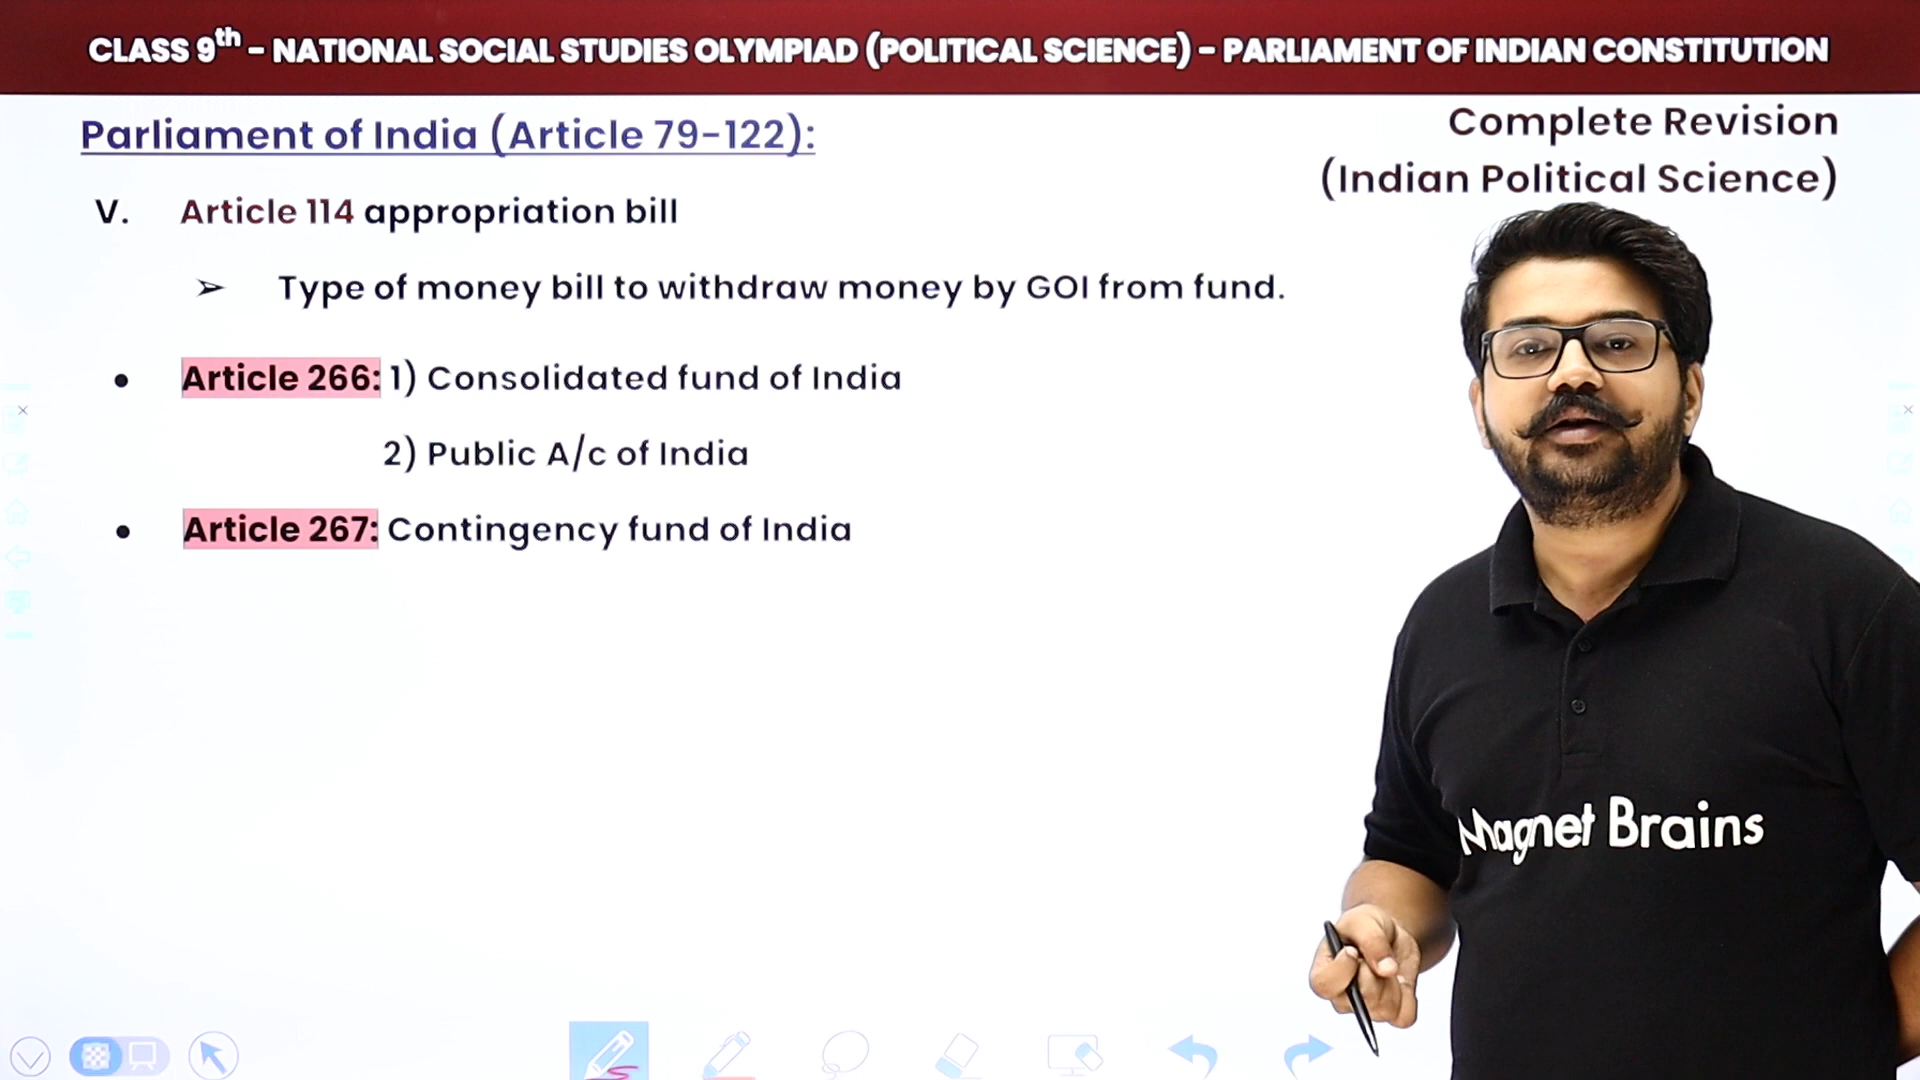 CLASS 9th - NATIONAL SOCIAL STUDIES OLYMPIAD (POLITICAL SCIENCE) - PARLIAMENT OF INDIAN CONSTITUTION
Parliament of India (Article 79-122):
Complete Revision
(Indian Political Science)
V. Article 114 appropriation bill
➢ Type of money bill to withdraw money by GOI from fund.
• Article 266: 1) Consolidated fund of India
2) Public A/c of India
• Article 267: Contingency fund of India
Magnet Brains